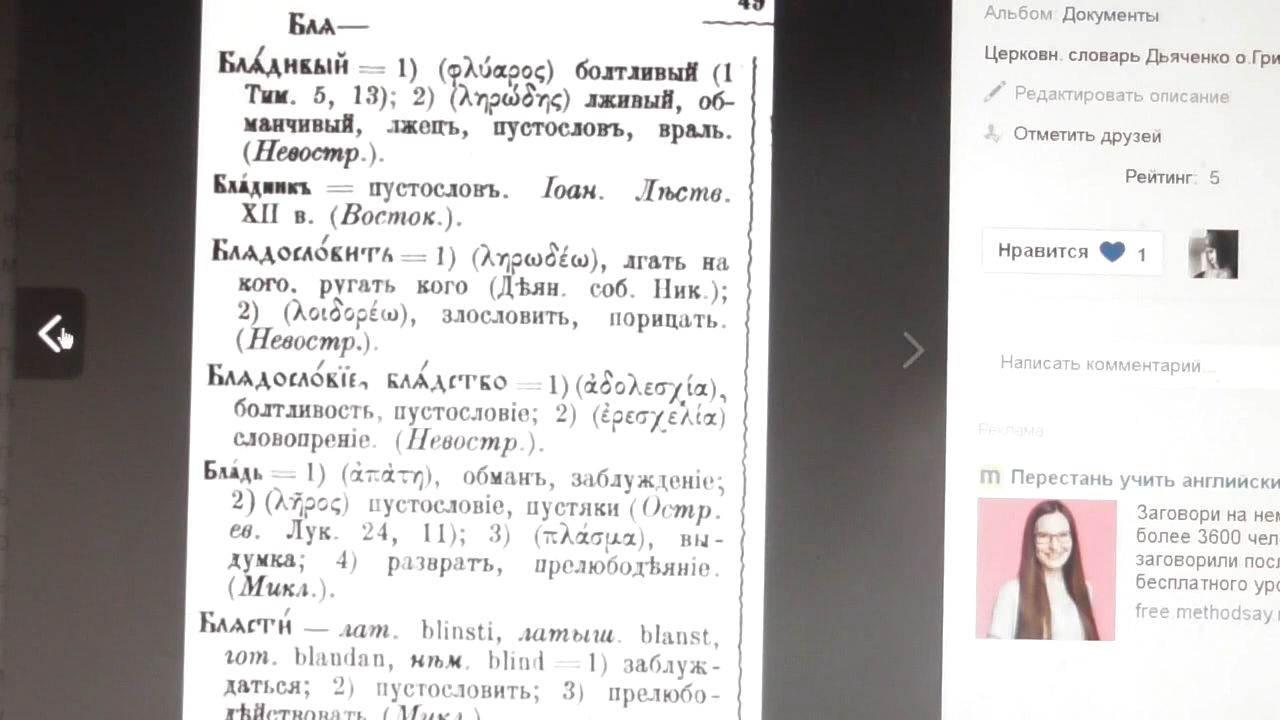 49
Бла—
Бла́дивый = 1) (φλύαρος) болтливый (1
Тим. 5, 13); 2) (ληρώδης) лживый, об-
манчивый, лжецъ, пустословъ, враль.
(Невостр.).
Бла́дникъ = пустословъ. Іоан. Лѣств.
XII в. (Восток.).
Бладосло́вить = 1) (ληρωδέω), лгать на
кого. ругать кого (Дѣян. соб. Ник.);
2) (λοιδορέω), злословить, порицать.
(Невостр.).
Бладосло́вїе, бла́дство = 1) (ἀδολεσχία),
болтливость, пустословіе; 2) (ἐρεσχελία)
словопреніе. (Невостр.).
Бла́дь = 1) (ἀπάτη), обманъ, заблужденіе;
2) (λῆρος) пустословіе, пустяки (Остр.
ев. Лук. 24, 11); 3) (πλάσμα), вы-
думка; 4) развратъ, прелюбодѣяніе.
(Микл.).
Бласти́ — лат. blinsti, латыш. blanst,
гот. blandan, нѣм. blind = 1) заблуж-
даться; 2) пустословить; 3) прелюбо-
дѣйствовать (Микл.)
Альбом: Документы
Церковн. словарь Дьяченко о.Гри
Редактировать описание
Отметить друзей
Рейтинг: 5
Нравится 1
Написать комментарий...
Реклама
m Перестань учить английски
Заговори на нем
более 3600 чел
заговорили посл
бесплатного уро
free.methodsay.